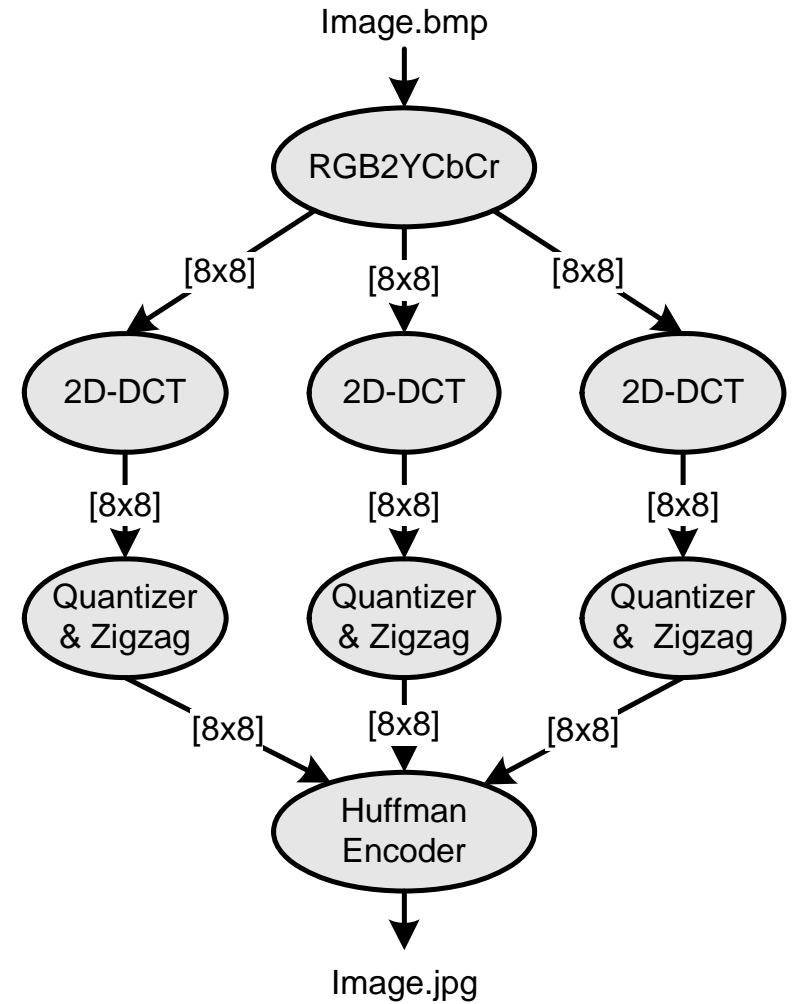 Image.bmp
RGB2YCbCr
[8x8] [8x8] [8x8]
2D-DCT 2D-DCT 2D-DCT
[8x8] [8x8] [8x8]
Quantizer Quantizer Quantizer
& Zigzag & Zigzag & Zigzag
[8x8] [8x8] [8x8]
Huffman
Encoder
Image.jpg